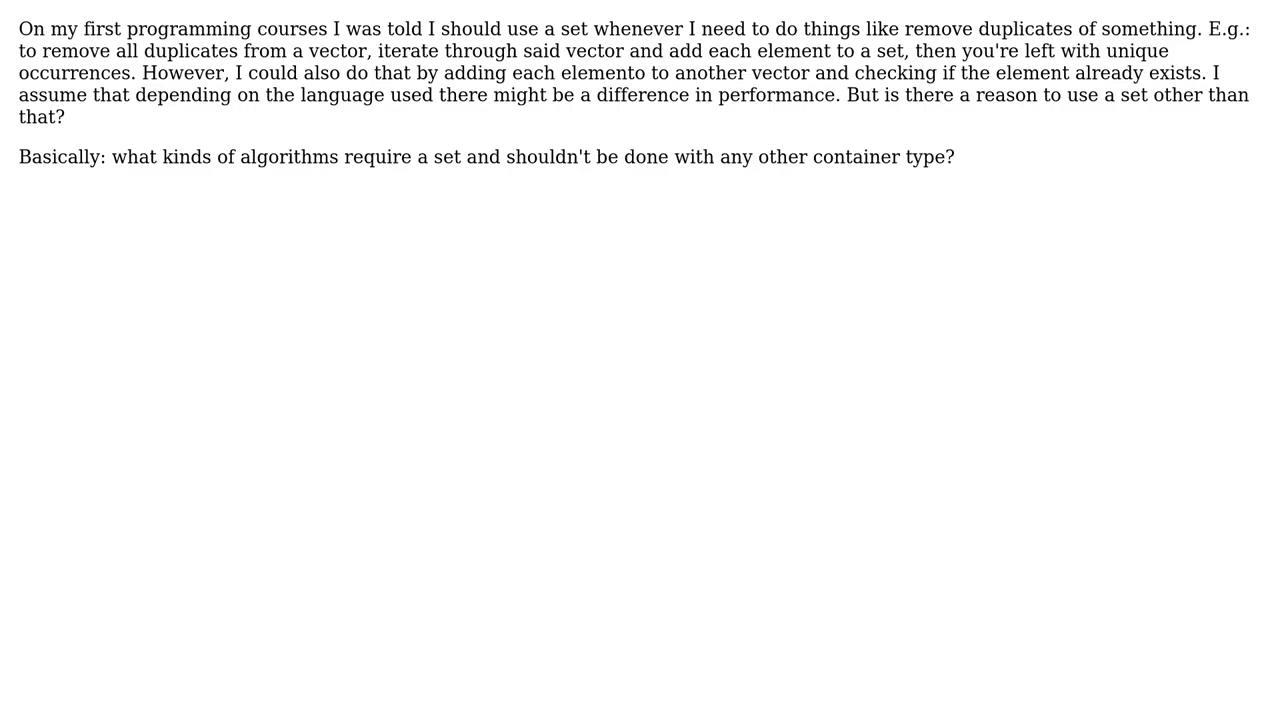 On my first programming courses I was told I should use a set whenever I need to do things like remove duplicates of something. E.g.:
to remove all duplicates from a vector, iterate through said vector and add each element to a set, then you're left with unique
occurrences. However, I could also do that by adding each elemento to another vector and checking if the element already exists. I
assume that depending on the language used there might be a difference in performance. But is there a reason to use a set other than
that?
Basically: what kinds of algorithms require a set and shouldn't be done with any other container type?